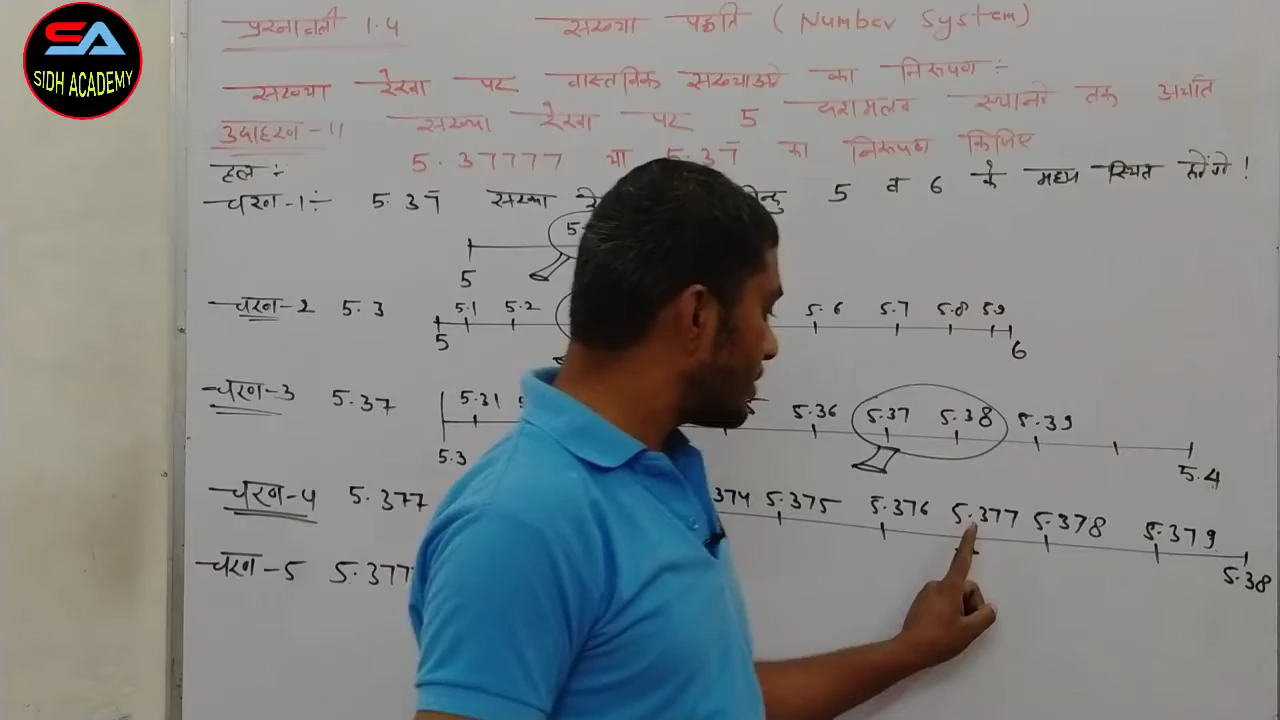 SA
SIDH ACADEMY
प्रश्नावली 1.4 संख्या पद्धति (Number System)
संख्या रेखा पर वास्तविक संख्याओं का निरूपण :-
उदाहरण-11 संख्या रेखा पर 5 दशमलव स्थानों तक अर्थात
5.37777 या 5.37̅ का निरूपण किजिए
हल :-
चरण-1 :- 5.37̅ संख्या 5 व 6 के मध्य स्थित होंगे !
5
चरण-2 5.3 5 5.1 5.2 5.6 5.7 5.8 5.9 6
चरण-3 5.37 5.3 5.31 5.36 5.37 5.38 5.39 5.4
चरण-4 5.377 374 5.375 5.376 5.377 5.378 5.379 5.38
चरण-5 5.377